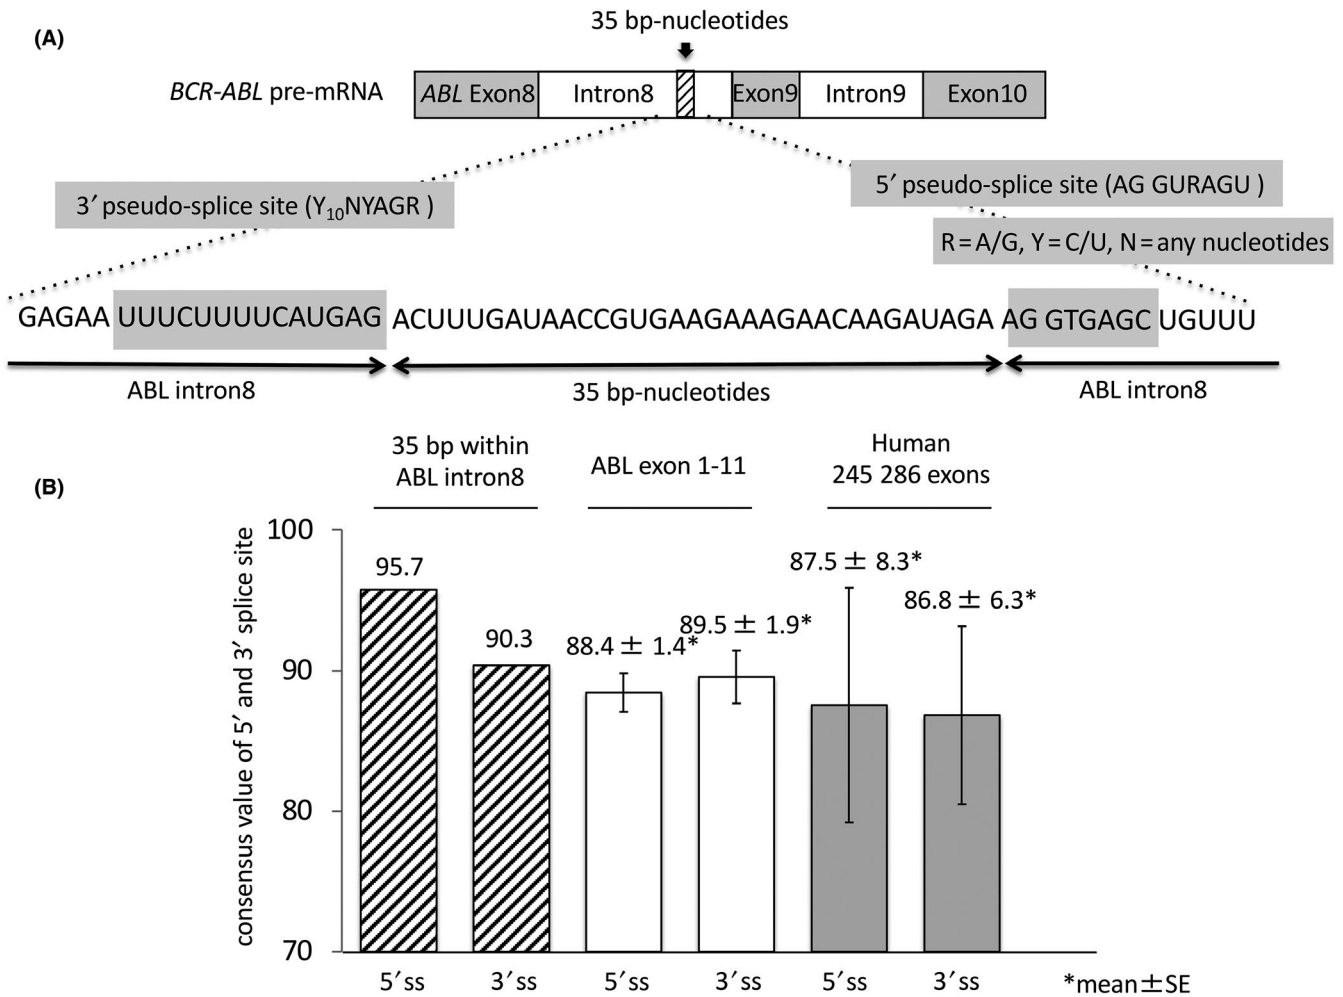 (A)
35 bp-nucleotides
BCR-ABL pre-mRNA
ABL Exon8
Intron8
Exon9
Intron9
Exon10
3′ pseudo-splice site (Y10NYAGR )
5′ pseudo-splice site (AG GURAGU )
R = A/G, Y = C/U, N = any nucleotides
GAGAA UUUCUUUUCAUGAG ACUUUGAUAACCGUGAAGAAAGAACAAGAUAGA AG GTGAGC UGUUU
ABL intron8
35 bp-nucleotides
ABL intron8
(B)
35 bp within
ABL intron8
ABL exon 1-11
Human
245 286 exons
consensus value of 5′ and 3′ splice site
100
90
80
70
95.7
90.3
88.4 ± 1.4*
89.5 ± 1.9*
87.5 ± 8.3*
86.8 ± 6.3*
5′ss
3′ss
5′ss
3′ss
5′ss
3′ss
*mean±SE